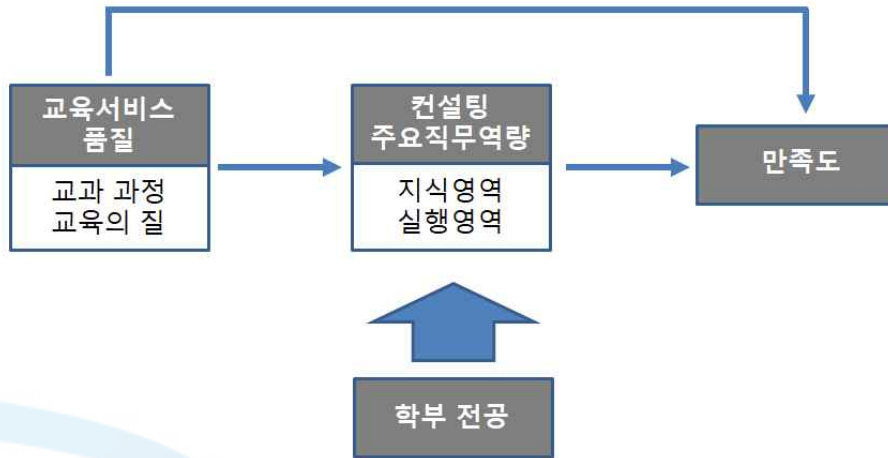 교육서비스
품질
교과 과정
교육의 질
컨설팅
주요직무역량
지식영역
실행영역
만족도
학부 전공